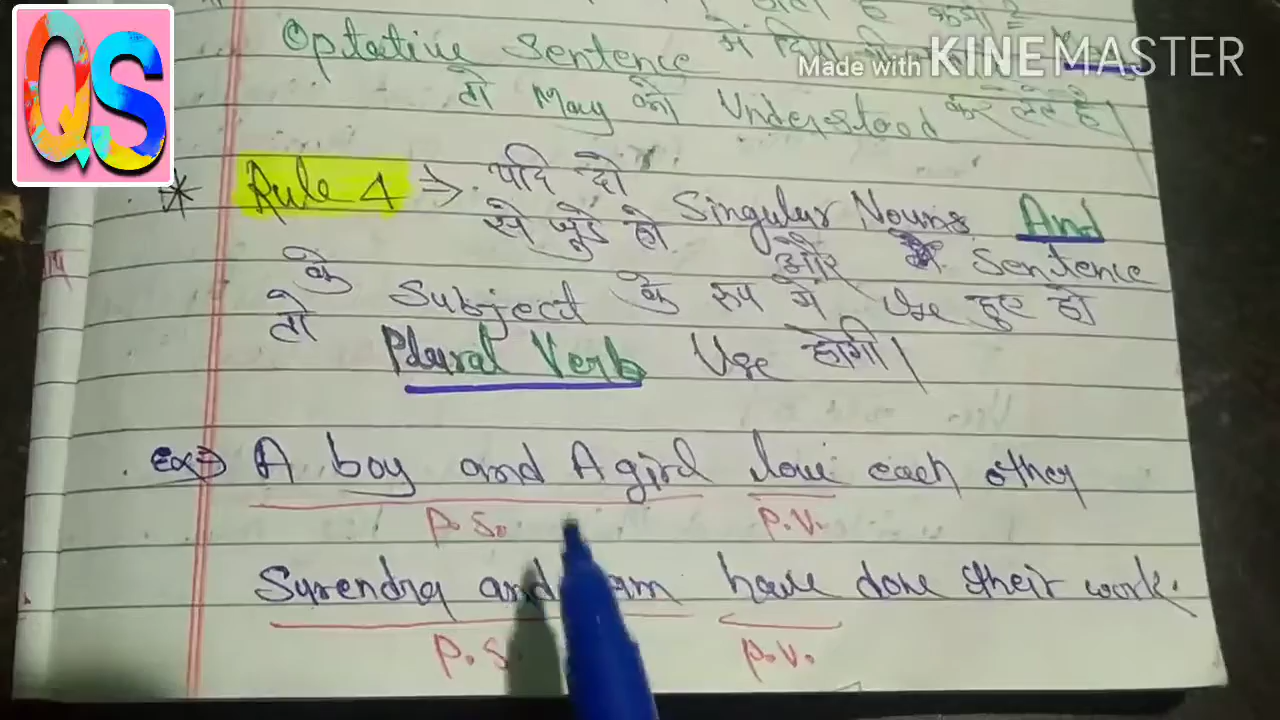 QS
Made with KINEMASTER
Optative Sentence में
तो May को Understood कर लेते है।
* Rule 4 ⇒ यदि दो Singular Nouns And
से जुड़े हो और Sentence
के Subject के रूप में Use हुए हो
तो Plural Verb Use होगी।
Ex⇒ A boy and A girl love each other
P.S. P.V.
Surendra and have done their work.
P.S. P.V.